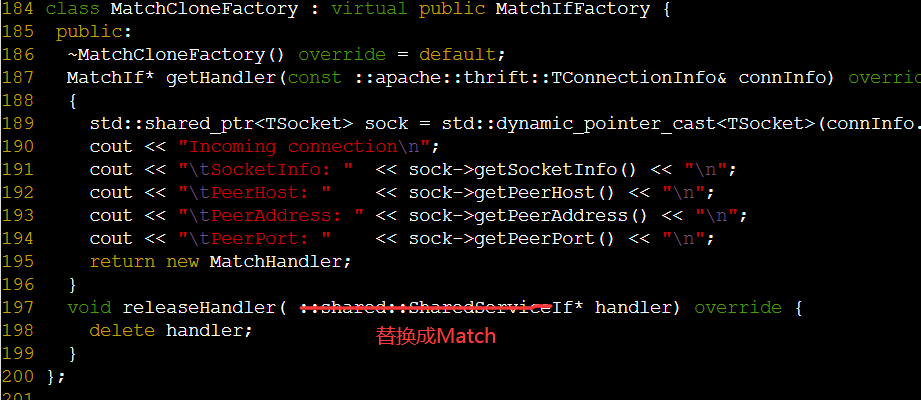 184 class MatchCloneFactory : virtual public MatchIfFactory {
185  public:
186   ~MatchCloneFactory() override = default;
187   MatchIf* getHandler(const ::apache::thrift::TConnectionInfo& connInfo) overric
188   {
189     std::shared_ptr<TSocket> sock = std::dynamic_pointer_cast<TSocket>(connInfo.
190     cout << "Incoming connection\n";
191     cout << "\tSocketInfo: "  << sock->getSocketInfo() << "\n";
192     cout << "\tPeerHost: "    << sock->getPeerHost() << "\n";
193     cout << "\tPeerAddress: " << sock->getPeerAddress() << "\n";
194     cout << "\tPeerPort: "    << sock->getPeerPort() << "\n";
195     return new MatchHandler;
196   }
197   void releaseHandler( ::shared::SharedServiceIf* handler) override {
198     delete handler;
替换成Match
199   }
200 };
201